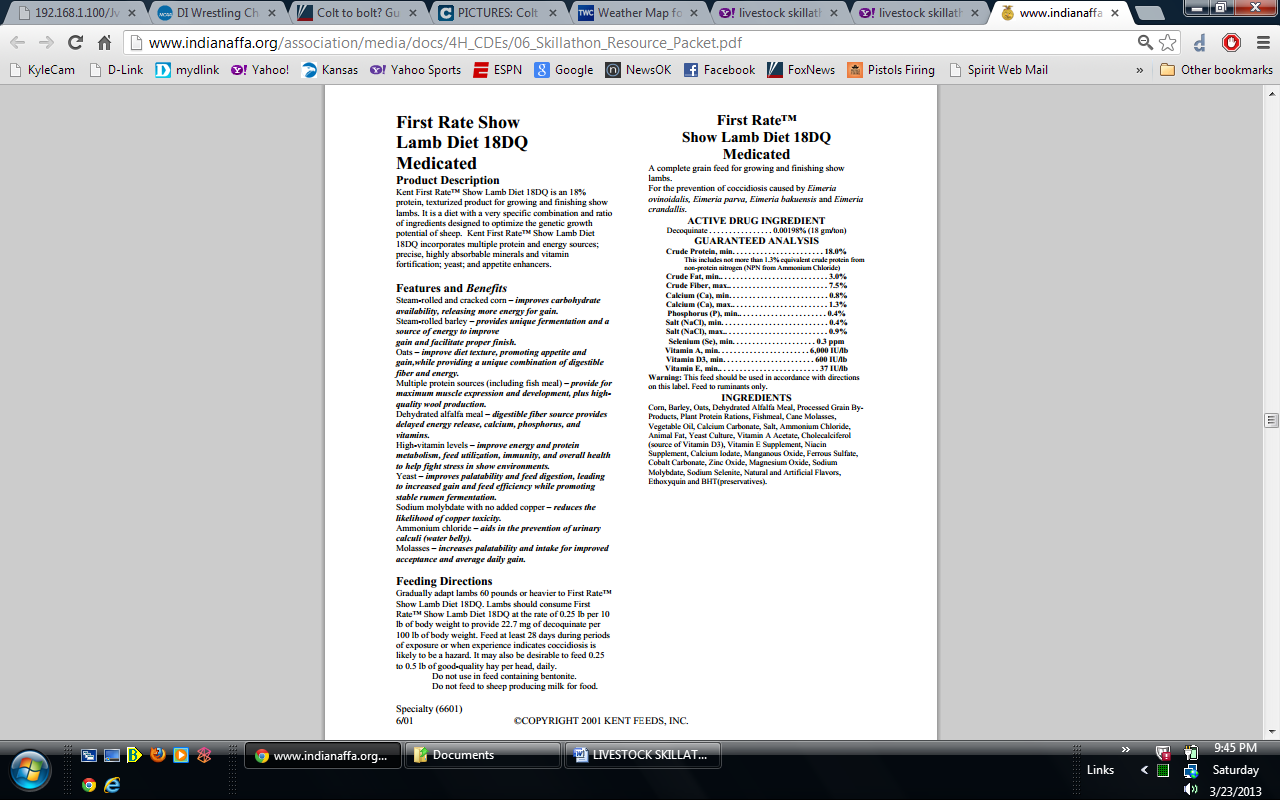 192.168.1.100/Jv
DI Wrestling Ch
Colt to bolt? Gu
PICTURES: Colt
Weather Map fo
livestock skillath
livestock skillath
www.indianaffa
www.indianaffa.org/association/media/docs/4H_CDEs/06_Skillathon_Resource_Packet.pdf
KyleCam D-Link mydlink Yahoo! Kansas Yahoo Sports ESPN Google NewsOK Facebook FoxNews Pistols Firing Spirit Web Mail » Other bookmarks
First Rate Show
Lamb Diet 18DQ
Medicated
Product Description
Kent First Rate™ Show Lamb Diet 18DQ is an 18%
protein, texturized product for growing and finishing show
lambs. It is a diet with a very specific combination and ratio
of ingredients designed to optimize the genetic growth
potential of sheep. Kent First Rate™ Show Lamb Diet
18DQ incorporates multiple protein and energy sources;
precise, highly absorbable minerals and vitamin
fortification; yeast; and appetite enhancers.
Features and Benefits
Steam-rolled and cracked corn – improves carbohydrate
availability, releasing more energy for gain.
Steam-rolled barley – provides unique fermentation and a
source of energy to improve
gain and facilitate proper finish.
Oats – improve diet texture, promoting appetite and
gain,while providing a unique combination of digestible
fiber and energy.
Multiple protein sources (including fish meal) – provide for
maximum muscle expression and development, plus high-
quality wool production.
Dehydrated alfalfa meal – digestible fiber source provides
delayed energy release, calcium, phosphorus, and
vitamins.
High-vitamin levels – improve energy and protein
metabolism, feed utilization, immunity, and overall health
to help fight stress in show environments.
Yeast – improves palatability and feed digestion, leading
to increased gain and feed efficiency while promoting
stable rumen fermentation.
Sodium molybdate with no added copper – reduces the
likelihood of copper toxicity.
Ammonium chloride – aids in the prevention of urinary
calculi (water belly).
Molasses – increases palatability and intake for improved
acceptance and average daily gain.
Feeding Directions
Gradually adapt lambs 60 pounds or heavier to First Rate™
Show Lamb Diet 18DQ. Lambs should consume First
Rate™ Show Lamb Diet 18DQ at the rate of 0.25 lb per 10
lb of body weight to provide 22.7 mg of decoquinate per
100 lb of body weight. Feed at least 28 days during periods
of exposure or when experience indicates coccidiosis is
likely to be a hazard. It may also be desirable to feed 0.25
to 0.5 lb of good-quality hay per head, daily.
Do not use in feed containing bentonite.
Do not feed to sheep producing milk for food.
Specialty (6601)
6/01 ©COPYRIGHT 2001 KENT FEEDS, INC.
First Rate™
Show Lamb Diet 18DQ
Medicated
A complete grain feed for growing and finishing show
lambs.
For the prevention of coccidiosis caused by Eimeria
ovinoidalis, Eimeria parva, Eimeria bakuensis and Eimeria
crandallis.
ACTIVE DRUG INGREDIENT
Decoquinate . . . . . . . . . . . . . . . . 0.00198% (18 gm/ton)
GUARANTEED ANALYSIS
Crude Protein, min. . . . . . . . . . . . . . . . . . . . . . . 18.0%
This includes not more than 1.3% equivalent crude protein from
non-protein nitrogen (NPN from Ammonium Chloride)
Crude Fat, min.. . . . . . . . . . . . . . . . . . . . . . . . . . 3.0%
Crude Fiber, max.. . . . . . . . . . . . . . . . . . . . . . . . 7.5%
Calcium (Ca), min. . . . . . . . . . . . . . . . . . . . . . . . 0.8%
Calcium (Ca), max.. . . . . . . . . . . . . . . . . . . . . . . 1.3%
Phosphorus (P), min.. . . . . . . . . . . . . . . . . . . . . 0.4%
Salt (NaCl), min. . . . . . . . . . . . . . . . . . . . . . . . . . 0.4%
Salt (NaCl), max.. . . . . . . . . . . . . . . . . . . . . . . . . 0.9%
Selenium (Se), min. . . . . . . . . . . . . . . . . . . . . 0.3 ppm
Vitamin A, min. . . . . . . . . . . . . . . . . . . . . . 6,000 IU/lb
Vitamin D3, min. . . . . . . . . . . . . . . . . . . . . . 600 IU/lb
Vitamin E, min. . . . . . . . . . . . . . . . . . . . . . . . 37 IU/lb
Warning: This feed should be used in accordance with directions
on this label. Feed to ruminants only.
INGREDIENTS
Corn, Barley, Oats, Dehydrated Alfalfa Meal, Processed Grain By-
Products, Plant Protein Rations, Fishmeal, Cane Molasses,
Vegetable Oil, Calcium Carbonate, Salt, Ammonium Chloride,
Animal Fat, Yeast Culture, Vitamin A Acetate, Cholecalciferol
(source of Vitamin D3), Vitamin E Supplement, Niacin
Supplement, Calcium Iodate, Manganous Oxide, Ferrous Sulfate,
Cobalt Carbonate, Zinc Oxide, Magnesium Oxide, Sodium
Molybdate, Sodium Selenite, Natural and Artificial Flavors,
Ethoxyquin and BHT(preservatives).
www.indianaffa.org...
Documents
LIVESTOCK SKILLAT...
Links
9:45 PM
Saturday
3/23/2013